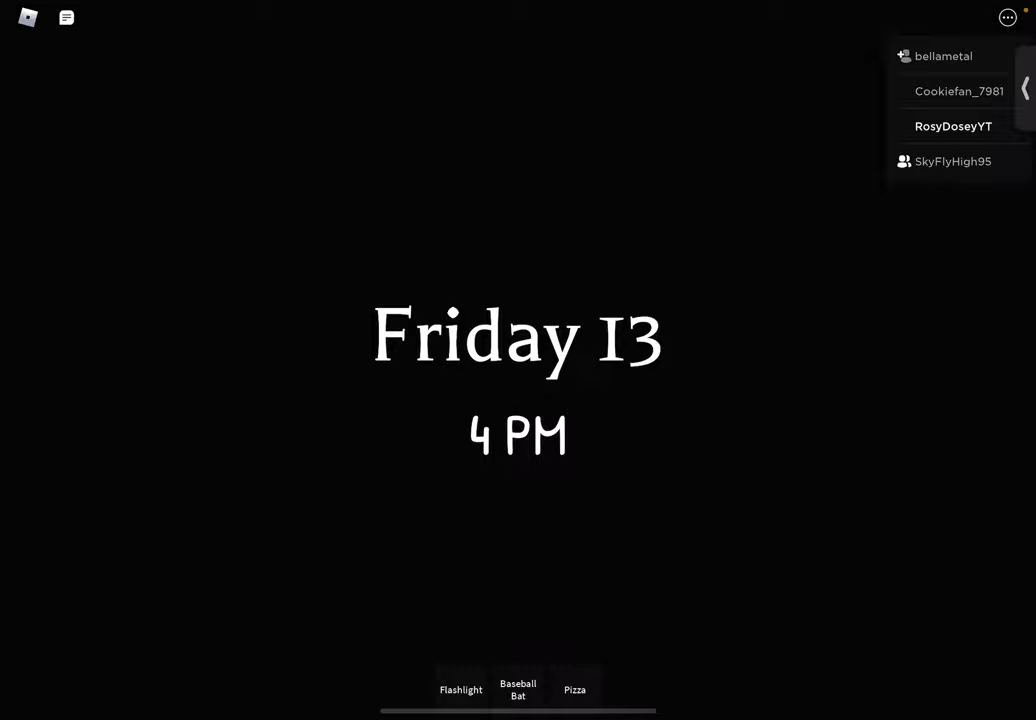 bellametal
Cookiefan_7981
RosyDoseyYT
SkyFlyHigh95
Friday 13
4 PM
Flashlight
Baseball
Bat
Pizza